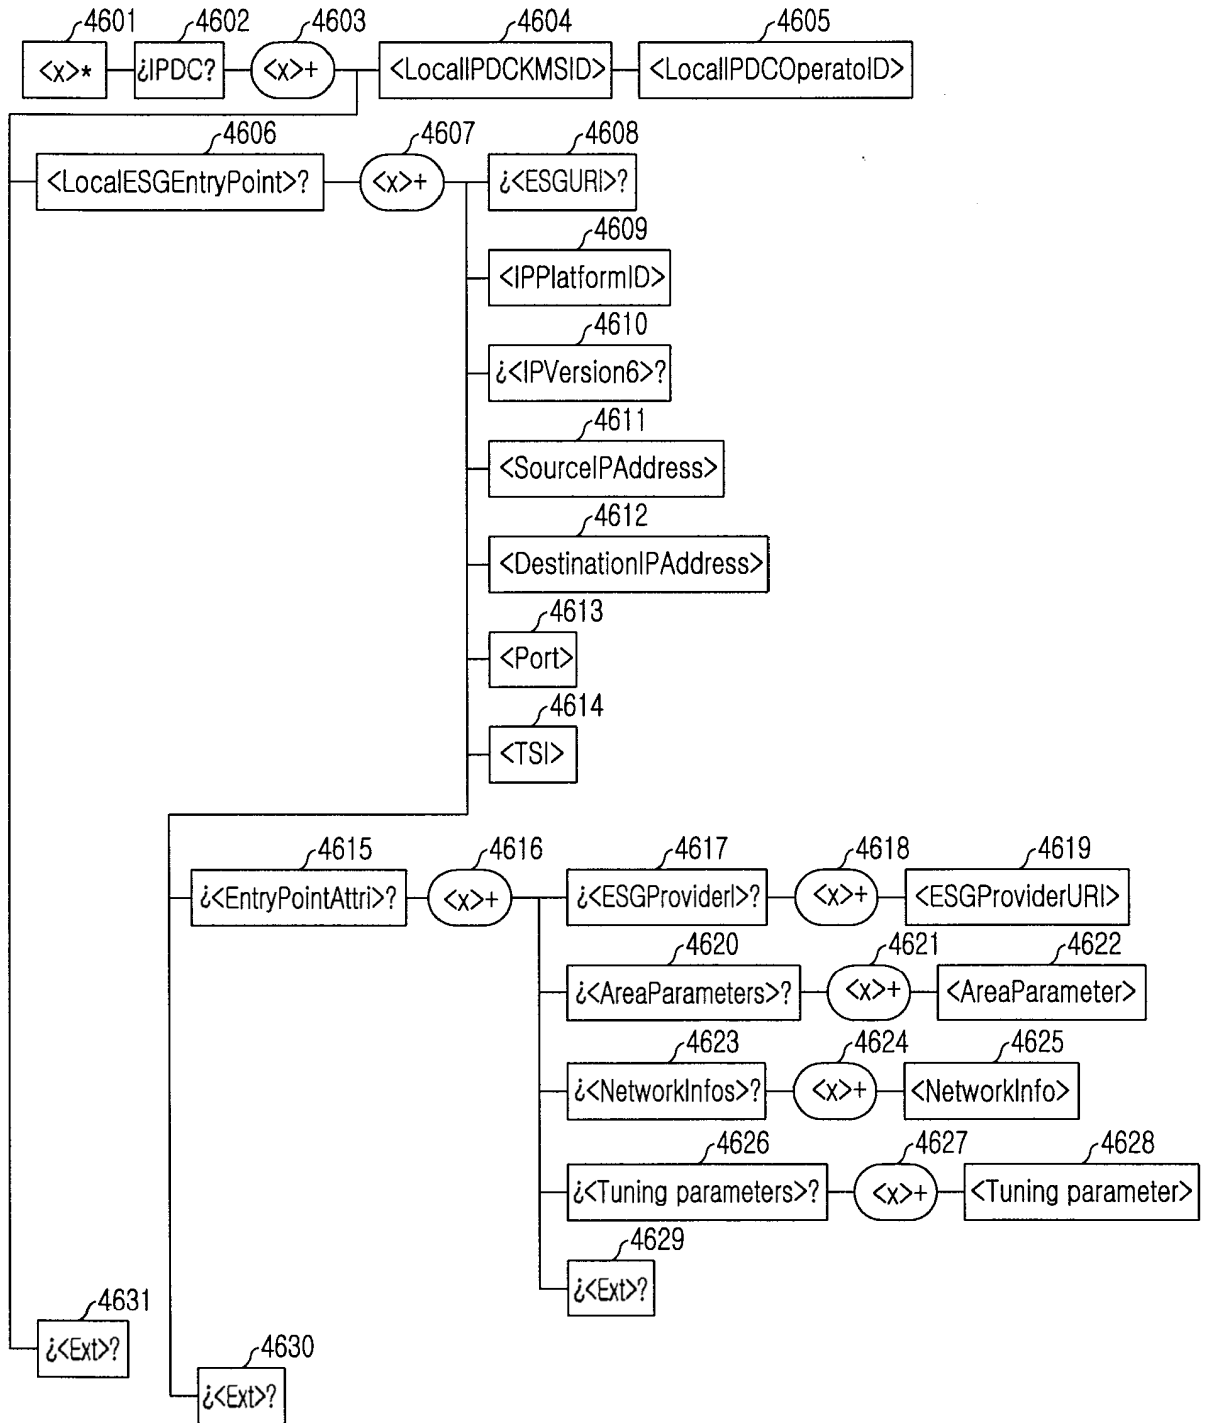 4601 4602 4603 4604 4605
<x>* ¿IPDC? <x>+ <LocalIPDCKMSID> <LocalIPDCOperatoID>
4606 4607 4608
<LocalESGEntryPoint>? <x>+ ¿<ESGURI>?
4609
<IPPlatformID>
4610
¿<IPVersion6>?
4611
<SourceIPAddress>
4612
<DestinationIPAddress>
4613
<Port>
4614
<TSI>
4615 4616 4617 4618 4619
¿<EntryPointAttri>? <x>+ ¿<ESGProviderI>? <x>+ <ESGProviderURI>
4620 4621 4622
¿<AreaParameters>? <x>+ <AreaParameter>
4623 4624 4625
¿<NetworkInfos>? <x>+ <NetworkInfo>
4626 4627 4628
¿<Tuning parameters>? <x>+ <Tuning parameter>
4629
¿<Ext>?
4631
¿<Ext>?
4630
¿<Ext>?